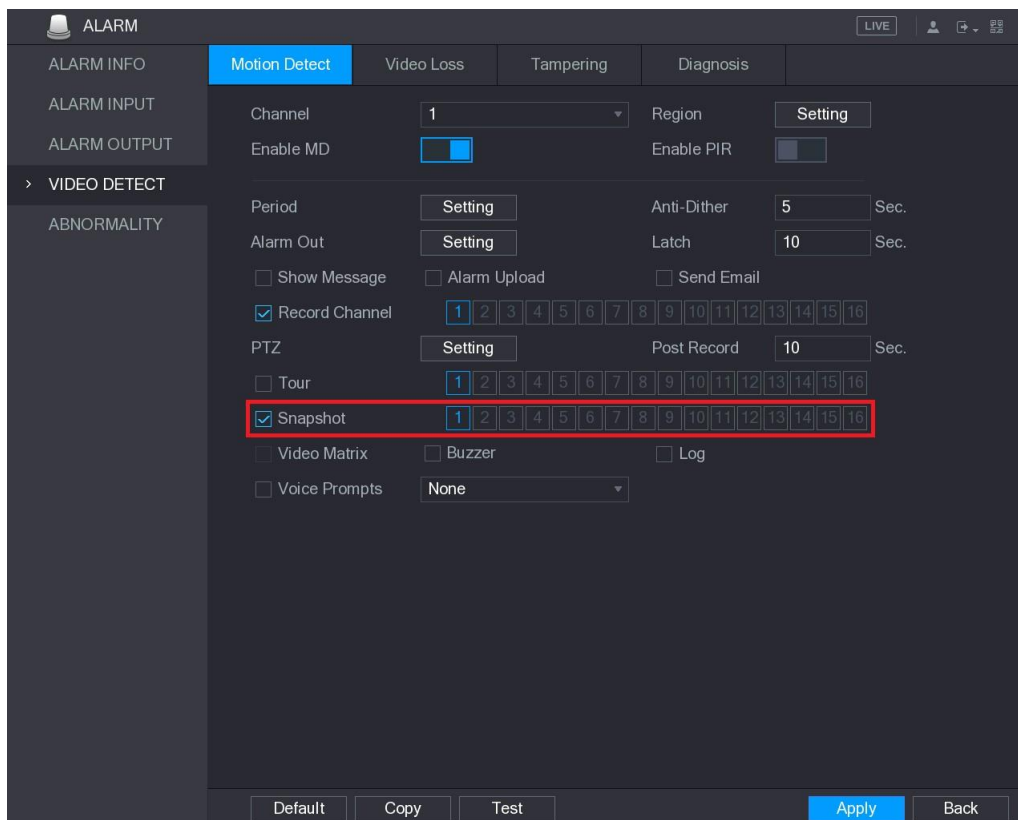 ALARM
LIVE
ALARM INFO
ALARM INPUT
ALARM OUTPUT
VIDEO DETECT
ABNORMALITY
Motion Detect Video Loss Tampering Diagnosis
Channel 1 Region Setting
Enable MD Enable PIR
Period Setting Anti-Dither 5 Sec.
Alarm Out Setting Latch 10 Sec.
Show Message Alarm Upload Send Email
Record Channel 1 2 3 4 5 6 7 8 9 10 11 12 13 14 15 16
PTZ Setting Post Record 10 Sec.
Tour 1 2 3 4 5 6 7 8 9 10 11 12 13 14 15 16
Snapshot 1 2 3 4 5 6 7 8 9 10 11 12 13 14 15 16
Video Matrix Buzzer Log
Voice Prompts None
Default Copy Test Apply Back